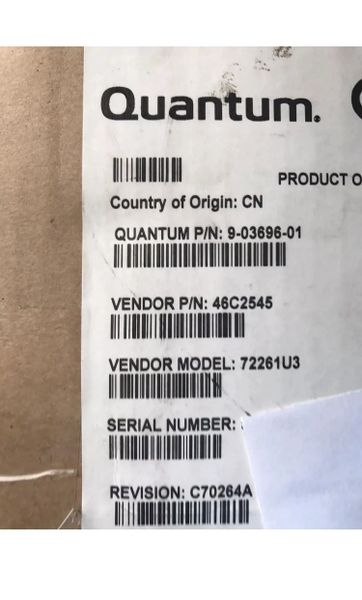 Quantum.
PRODUCT O
Country of Origin: CN
QUANTUM P/N: 9-03696-01
VENDOR P/N: 46C2545
VENDOR MODEL: 72261U3
SERIAL NUMBER:
REVISION: C70264A